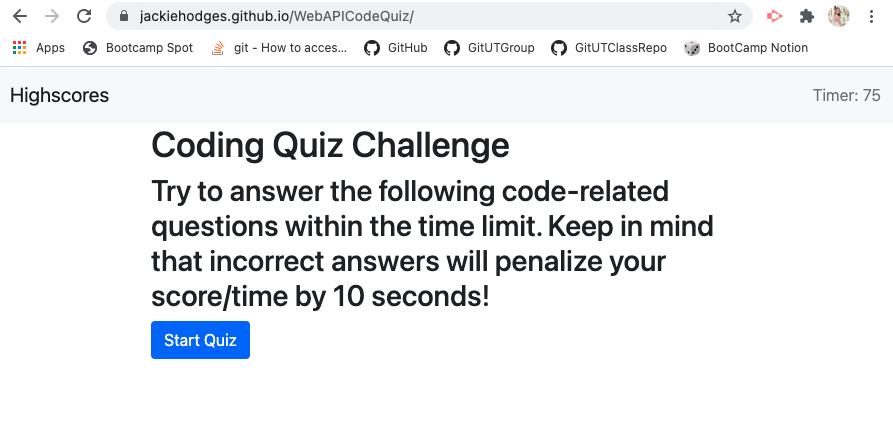 jackiehodges.github.io/WebAPICodeQuiz/
Apps Bootcamp Spot git - How to acces... GitHub GitUTGroup GitUTClassRepo BootCamp Notion
Highscores Timer: 75
Coding Quiz Challenge
Try to answer the following code-related
questions within the time limit. Keep in mind
that incorrect answers will penalize your
score/time by 10 seconds!
Start Quiz